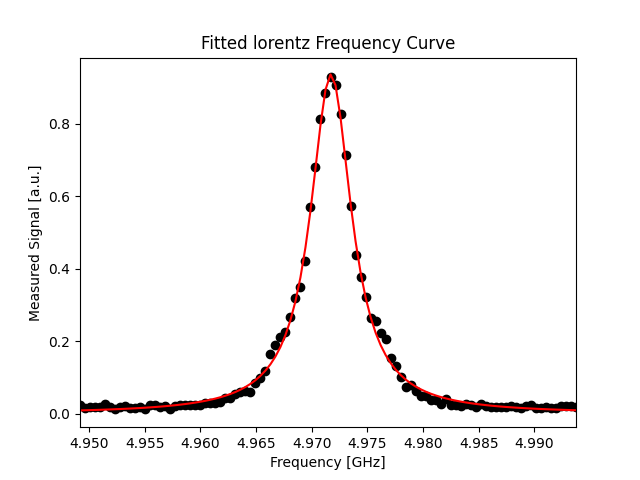 Fitted lorentz Frequency Curve
Measured Signal [a.u.]
0.8
0.6
0.4
0.2
0.0
4.950 4.955 4.960 4.965 4.970 4.975 4.980 4.985 4.990
Frequency [GHz]